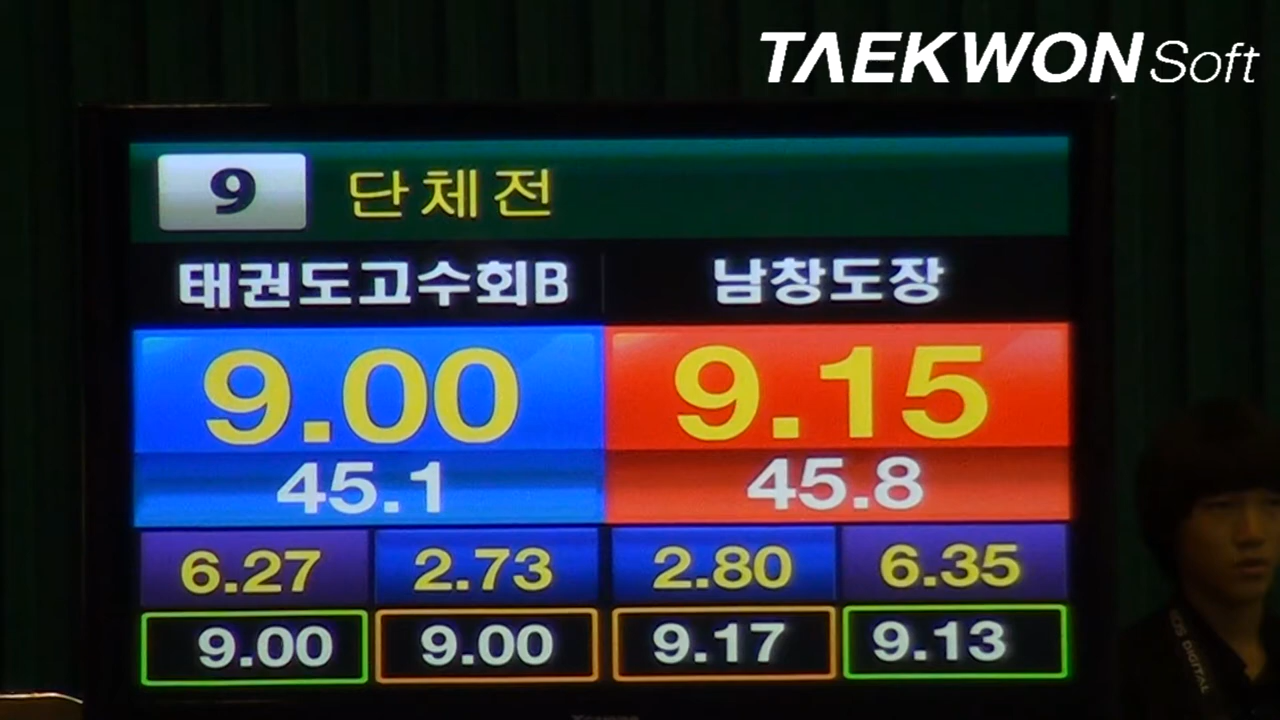 TAEKWON Soft
9 단체전
태권도고수회B 남창도장
9.00 9.15
45.1 45.8
6.27 2.73 2.80 6.35
9.00 9.00 9.17 9.13
DIGITAL